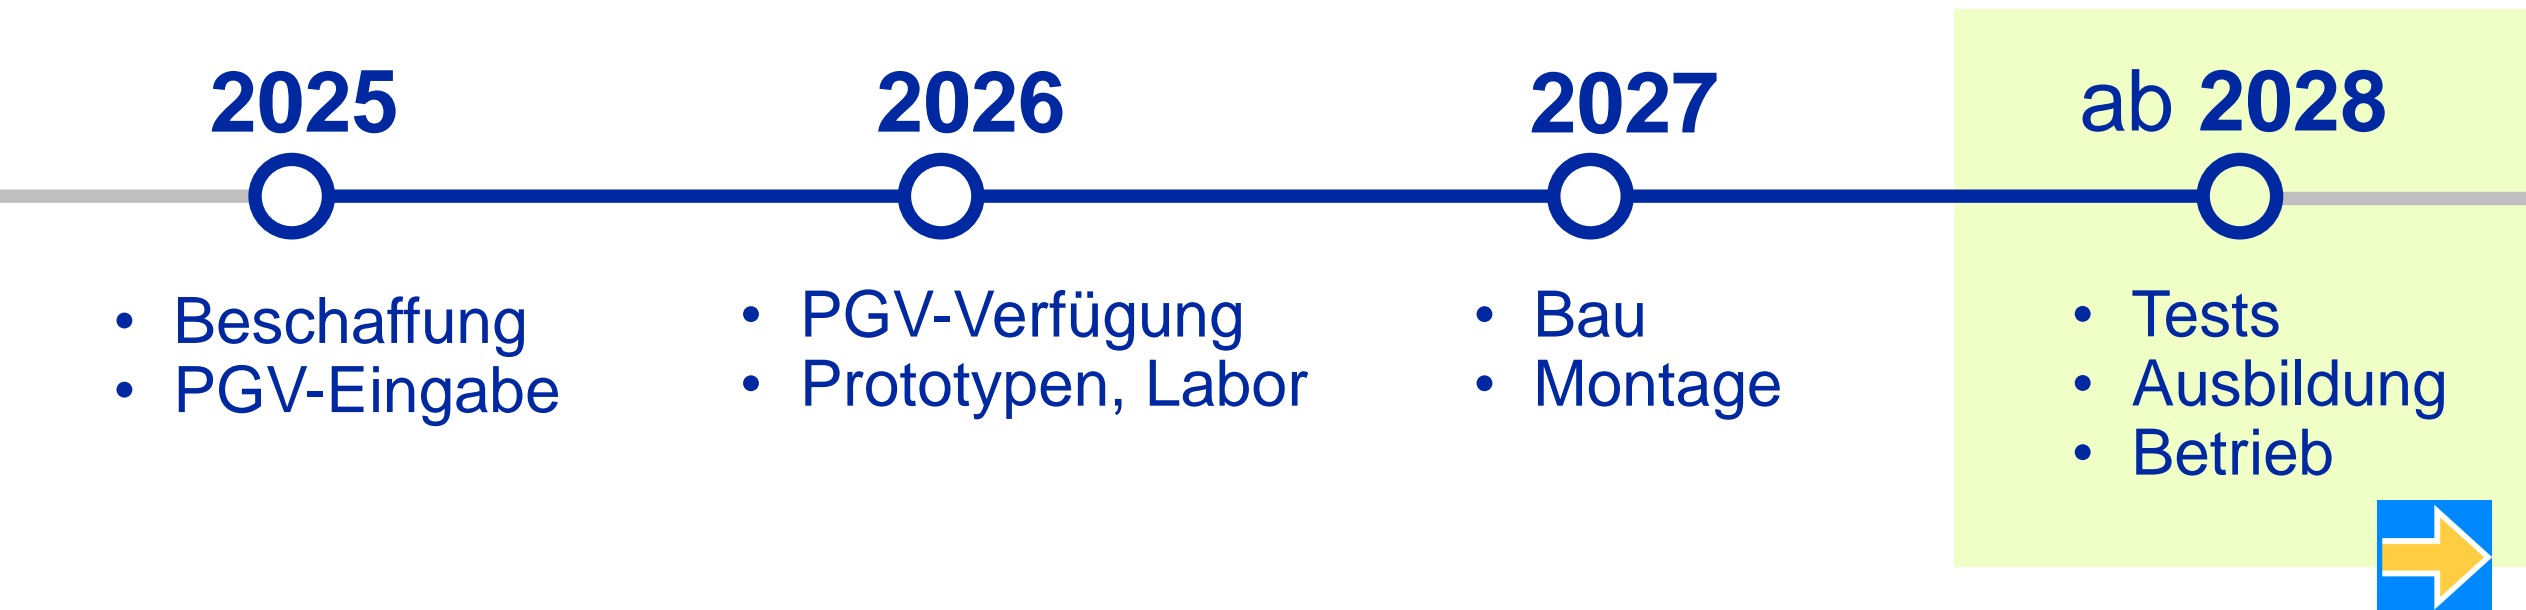 2025
• Beschaffung
• PGV-Eingabe
2026
• PGV-Verfügung
• Prototypen, Labor
2027
• Bau
• Montage
ab 2028
• Tests
• Ausbildung
• Betrieb